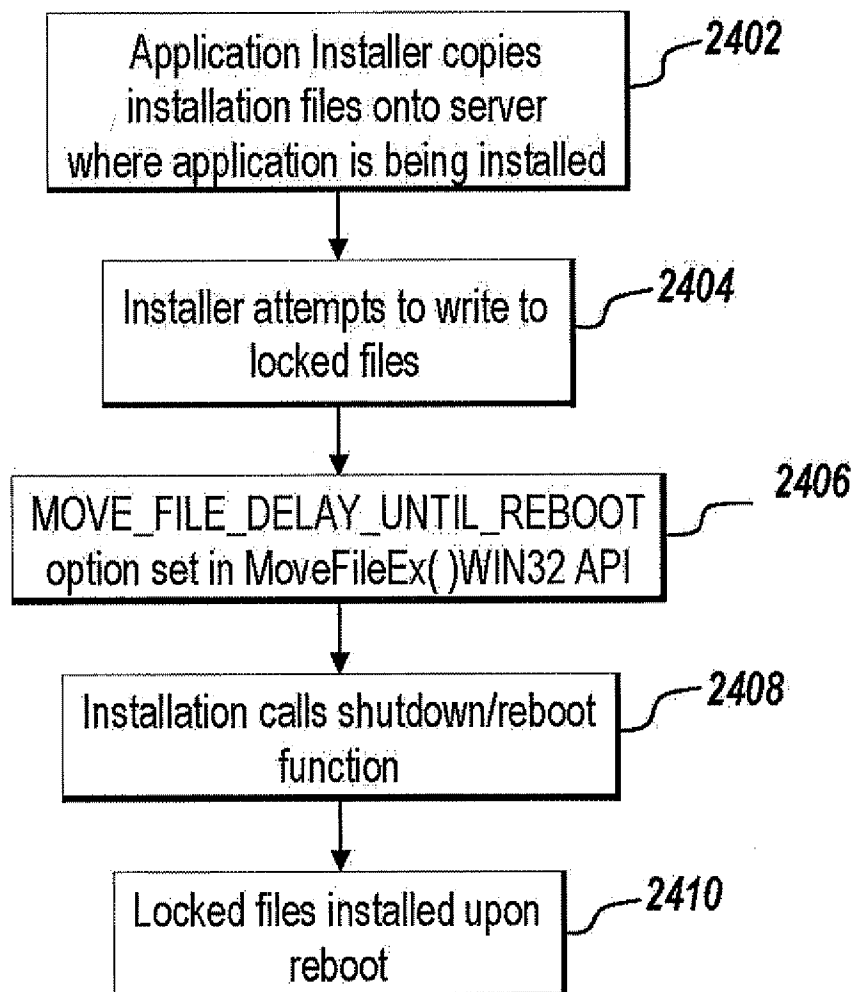 Application Installer copies
installation files onto server
where application is being installed
2402
Installer attempts to write to
locked files
2404
MOVE_FILE_DELAY_UNTIL_REBOOT
option set in MoveFileEx( )WIN32 API
2406
Installation calls shutdown/reboot
function
2408
Locked files installed upon
reboot
2410